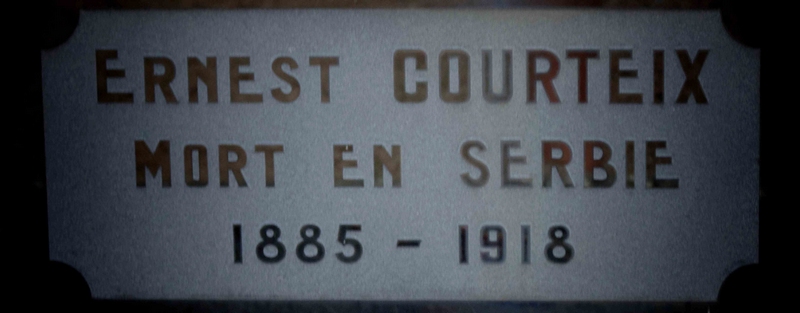 ERNEST COURTEIX
MORT EN SERBIE
1885 - 1918